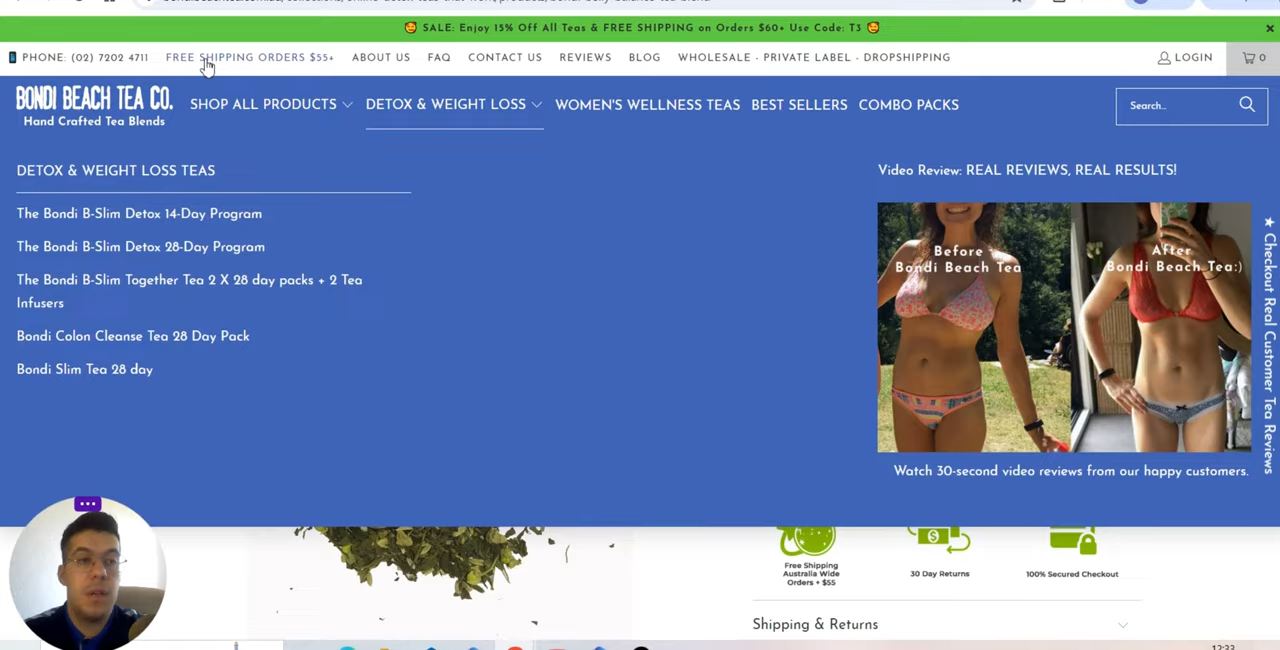 🥰 SALE: Enjoy 15% Off All Teas & FREE SHIPPING on Orders $60+ Use Code: T3 🥰
PHONE: (02) 7202 4711 FREE SHIPPING ORDERS $55+ ABOUT US FAQ CONTACT US REVIEWS BLOG WHOLESALE - PRIVATE LABEL - DROPSHIPPING LOGIN 0
BONDI BEACH TEA CO.
Hand Crafted Tea Blends
SHOP ALL PRODUCTS DETOX & WEIGHT LOSS WOMEN'S WELLNESS TEAS BEST SELLERS COMBO PACKS
Search...
DETOX & WEIGHT LOSS TEAS
The Bondi B-Slim Detox 14-Day Program
The Bondi B-Slim Detox 28-Day Program
The Bondi B-Slim Together Tea 2 X 28 day packs + 2 Tea
Infusers
Bondi Colon Cleanse Tea 28 Day Pack
Bondi Slim Tea 28 day
Video Review: REAL REVIEWS, REAL RESULTS!
Before -
Bondi Beach Tea
After
Bondi Beach Tea:)
Watch 30-second video reviews from our happy customers.
★ Checkout Real Customer Tea Reviews
Free Shipping
Australia Wide
Orders + $55
30 Day Returns
100% Secured Checkout
Shipping & Returns